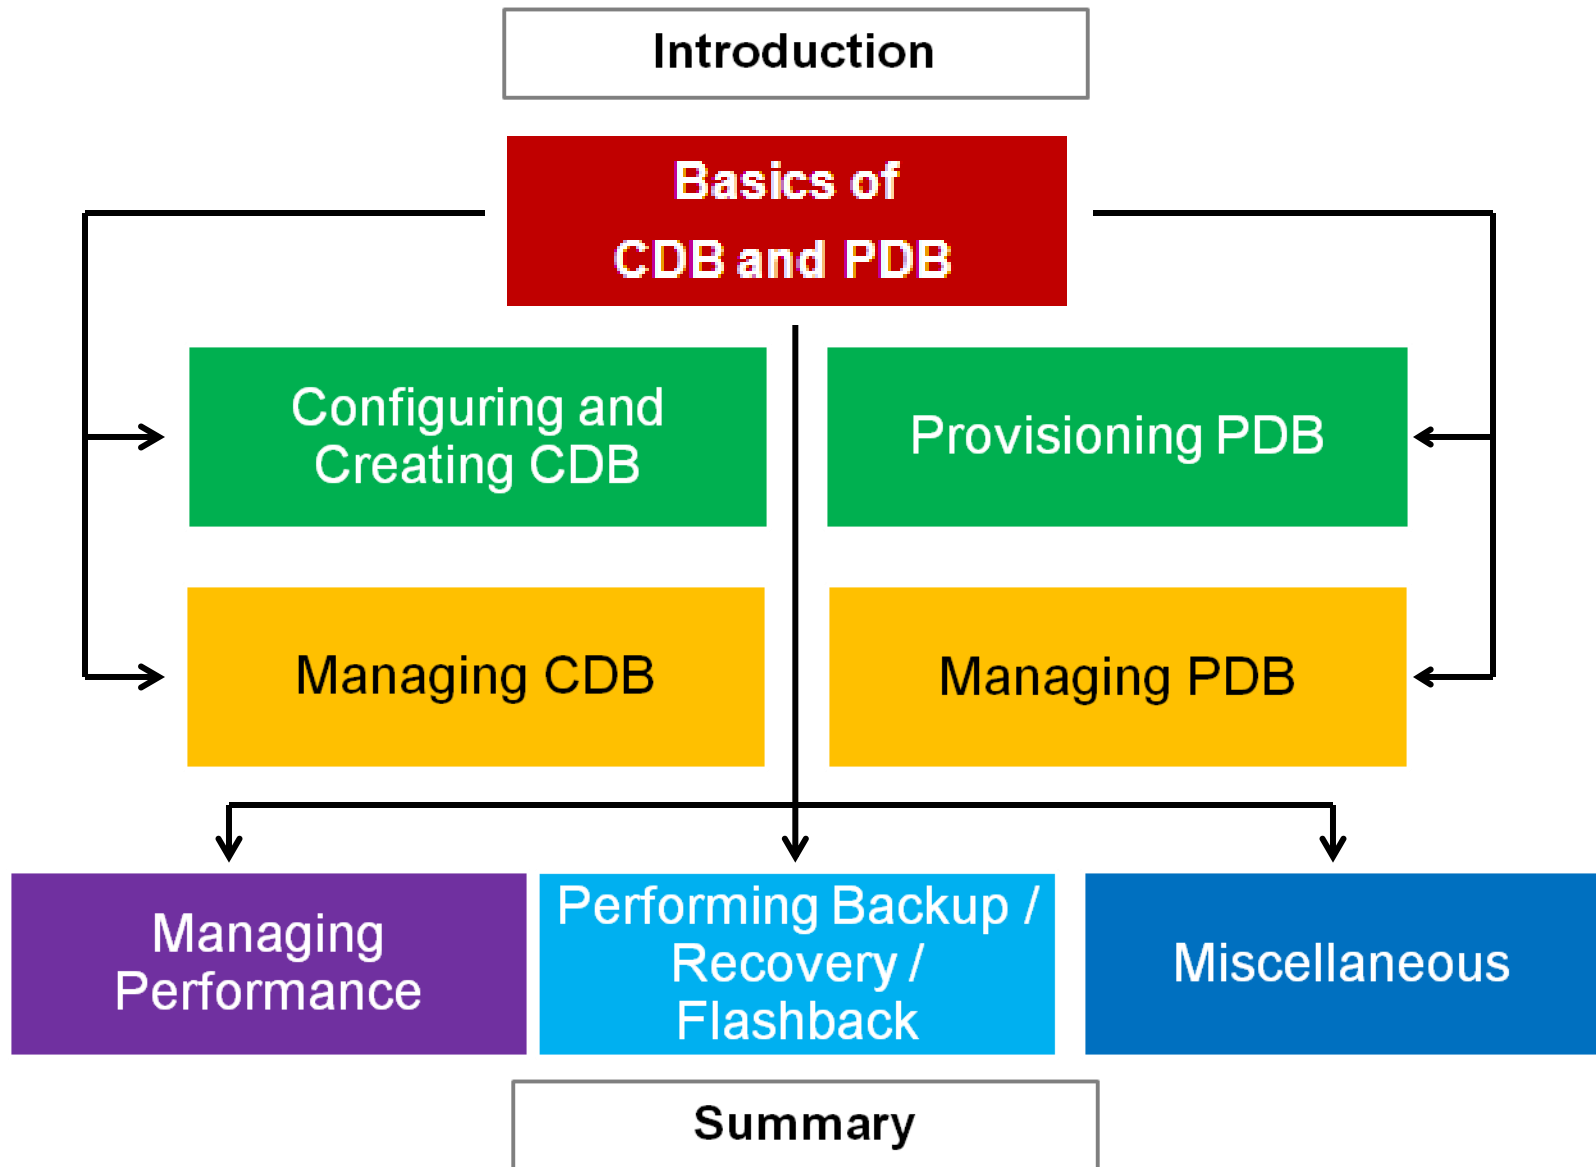 Introduction
Basics of
CDB and PDB
Configuring and
Creating CDB
Provisioning PDB
Managing CDB
Managing PDB
Managing
Performance
Performing Backup /
Recovery /
Flashback
Miscellaneous
Summary